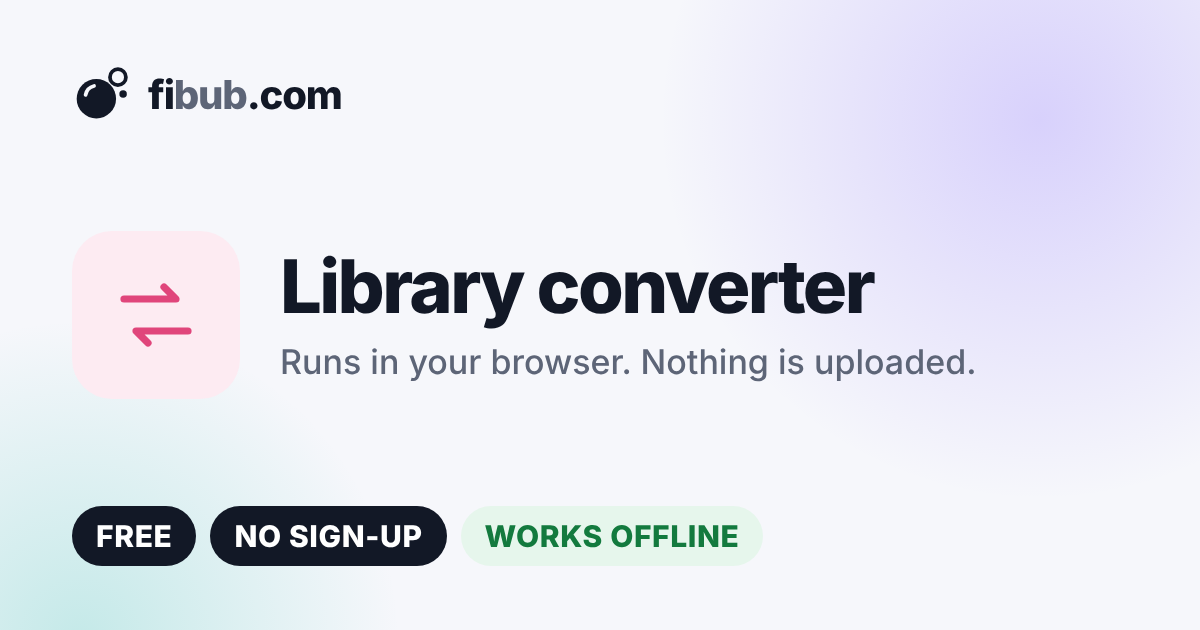 fibub.com
Library converter
Runs in your browser. Nothing is uploaded.
FREE NO SIGN-UP WORKS OFFLINE